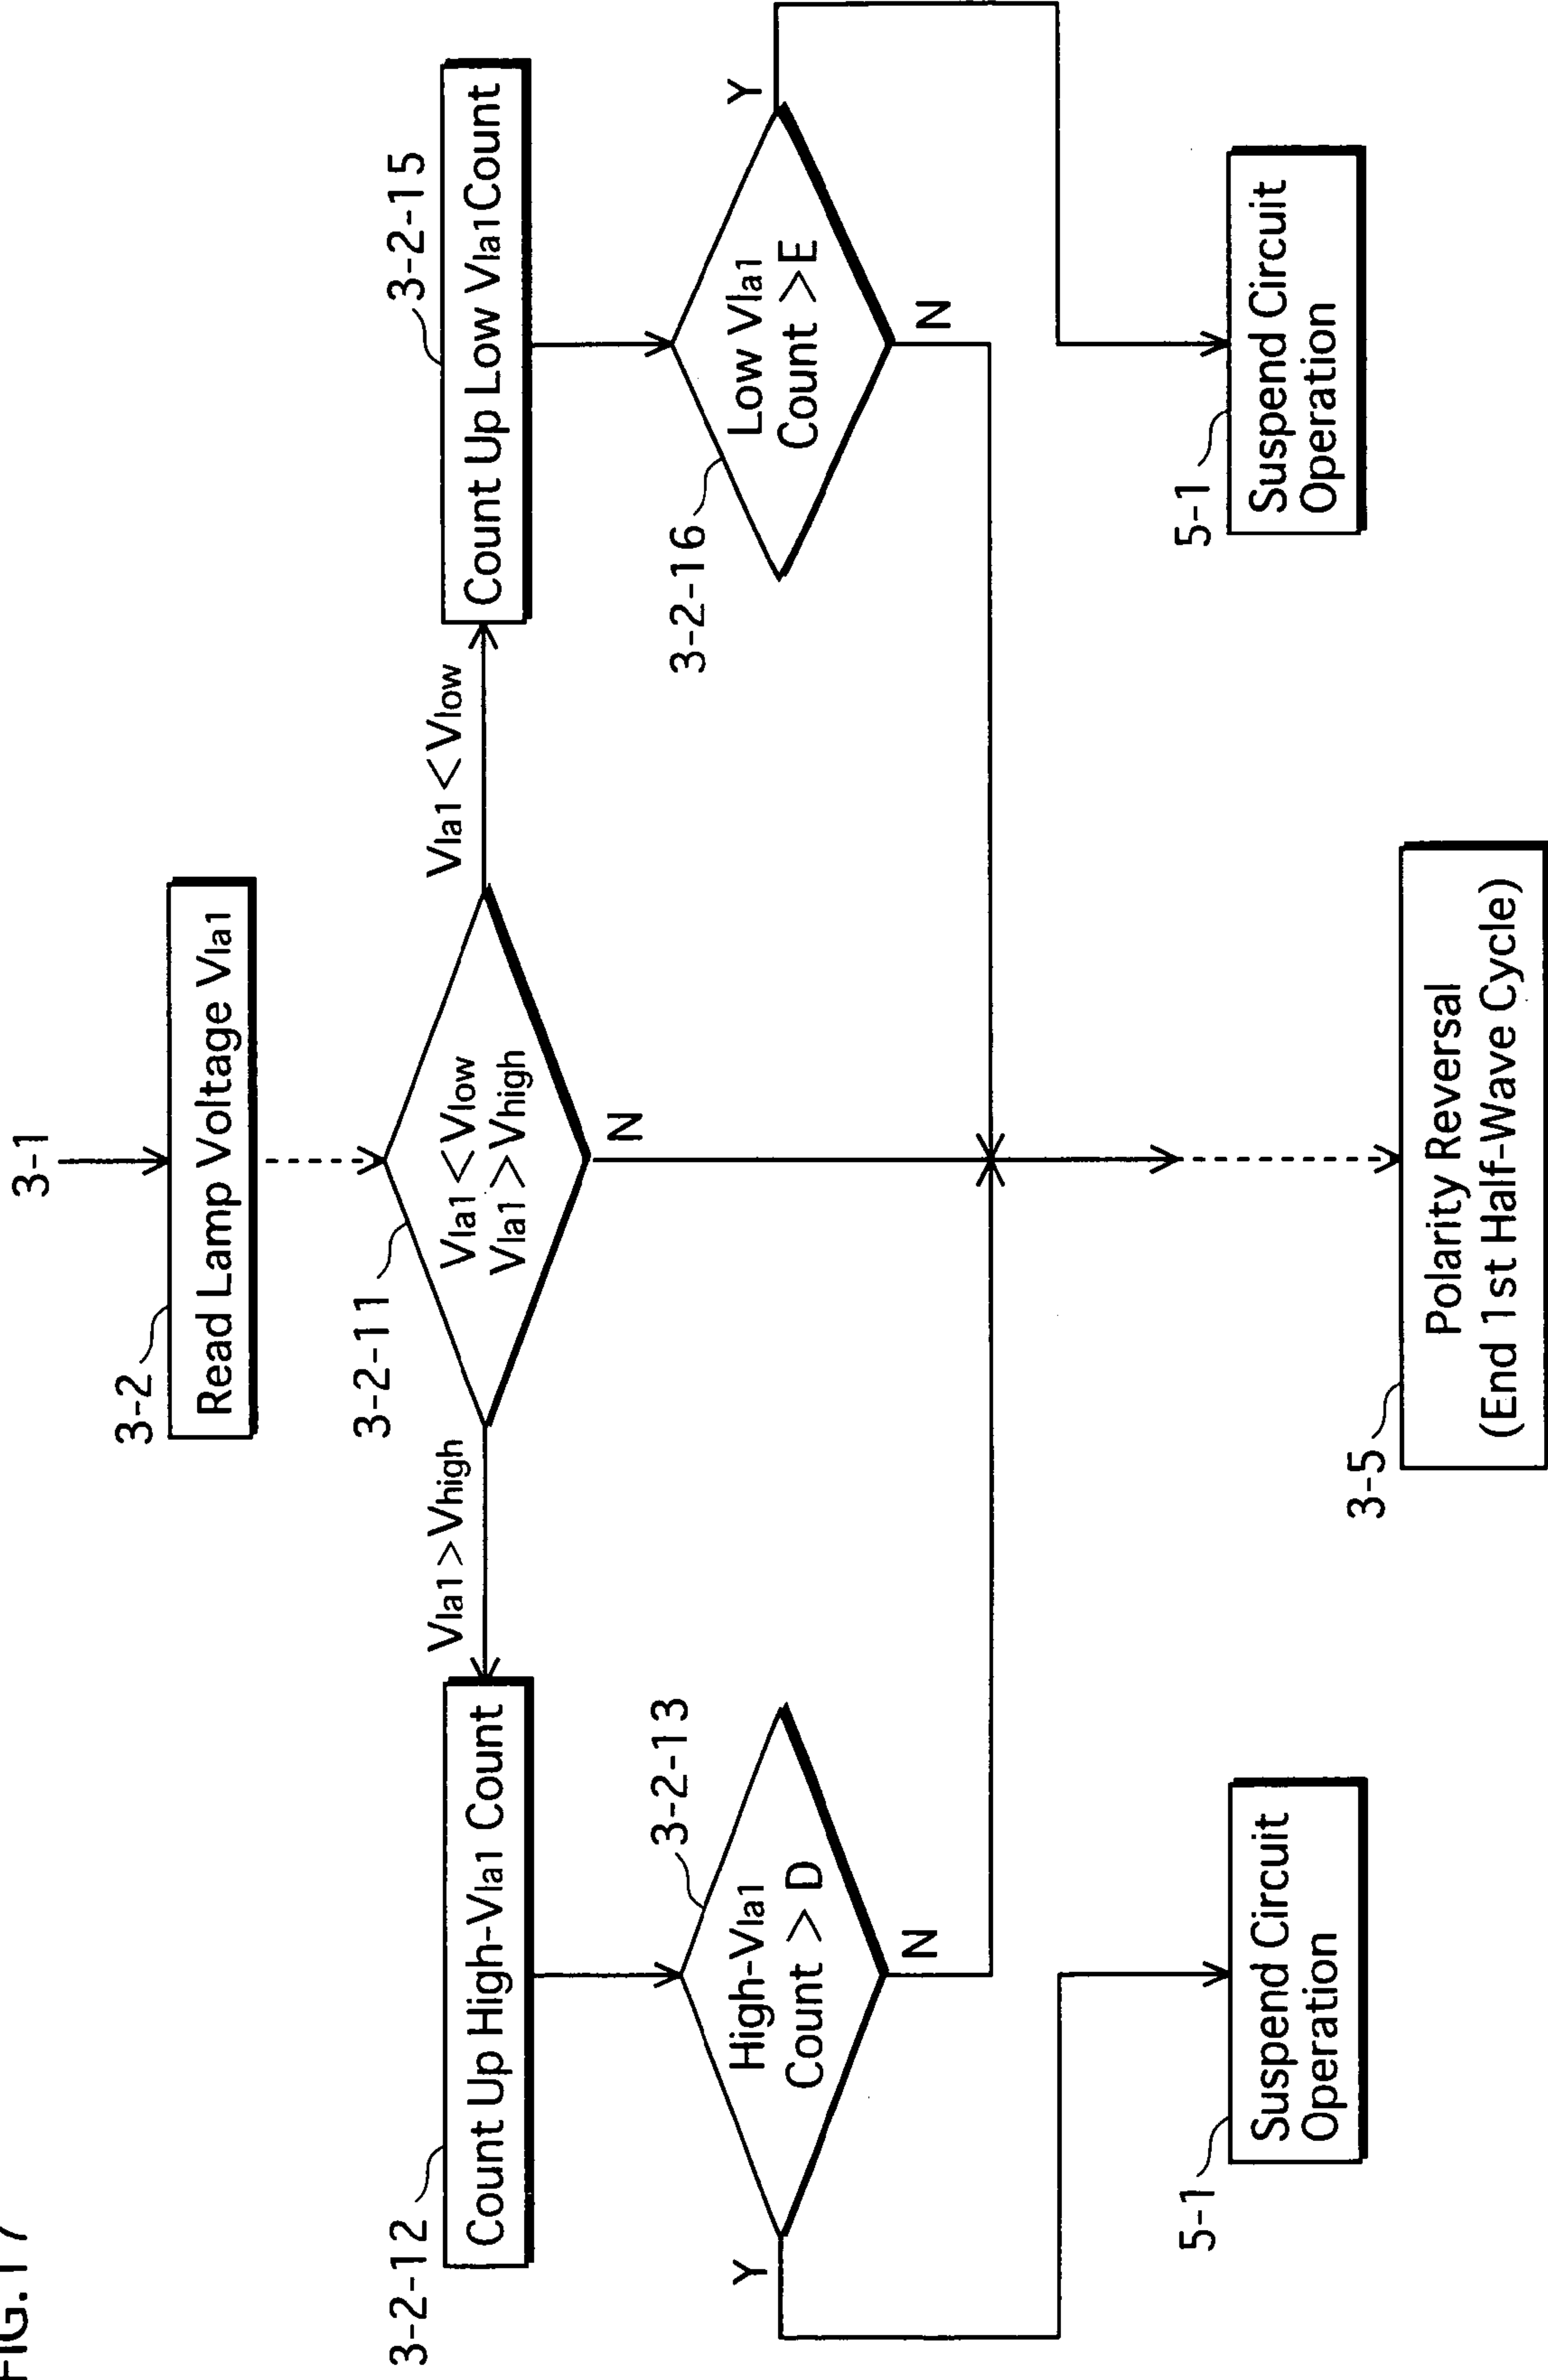 FIG.17
3-1
3-2
Read Lamp Voltage Vla1
3-2-11
Vla1 < Vlow
Vla1 > Vhigh
Vla1 > Vhigh
Vla1 < Vlow
N
3-2-12
Count Up High-Vla1 Count
3-2-15
Count Up Low Vla1 Count
3-2-13
High-Vla1
Count > D
Y
N
3-2-16
Low Vla1
Count > E
Y
N
5-1
Suspend Circuit
Operation
5-1
Suspend Circuit
Operation
3-5
Polarity Reversal
(End 1st Half-Wave Cycle)